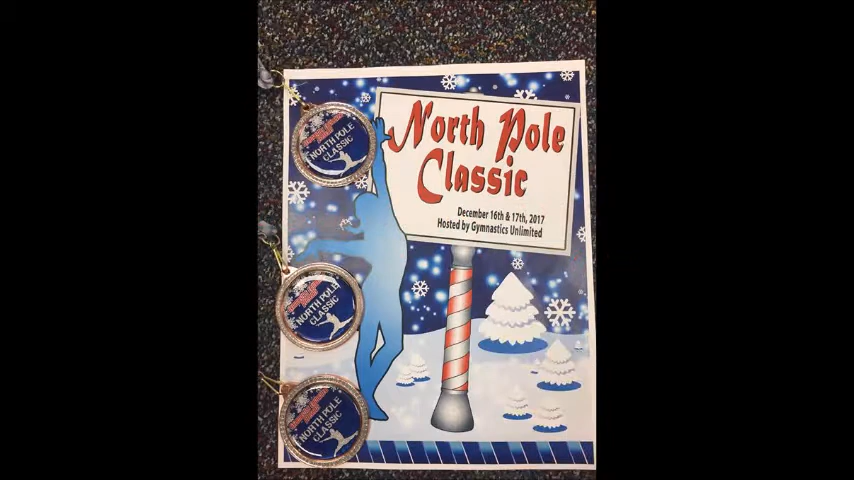 North Pole
Classic
December 16th & 17th, 2017
Hosted by Gymnastics Unlimited
NORTH POLE
CLASSIC
NORTH POLE
CLASSIC
NORTH POLE
CLASSIC